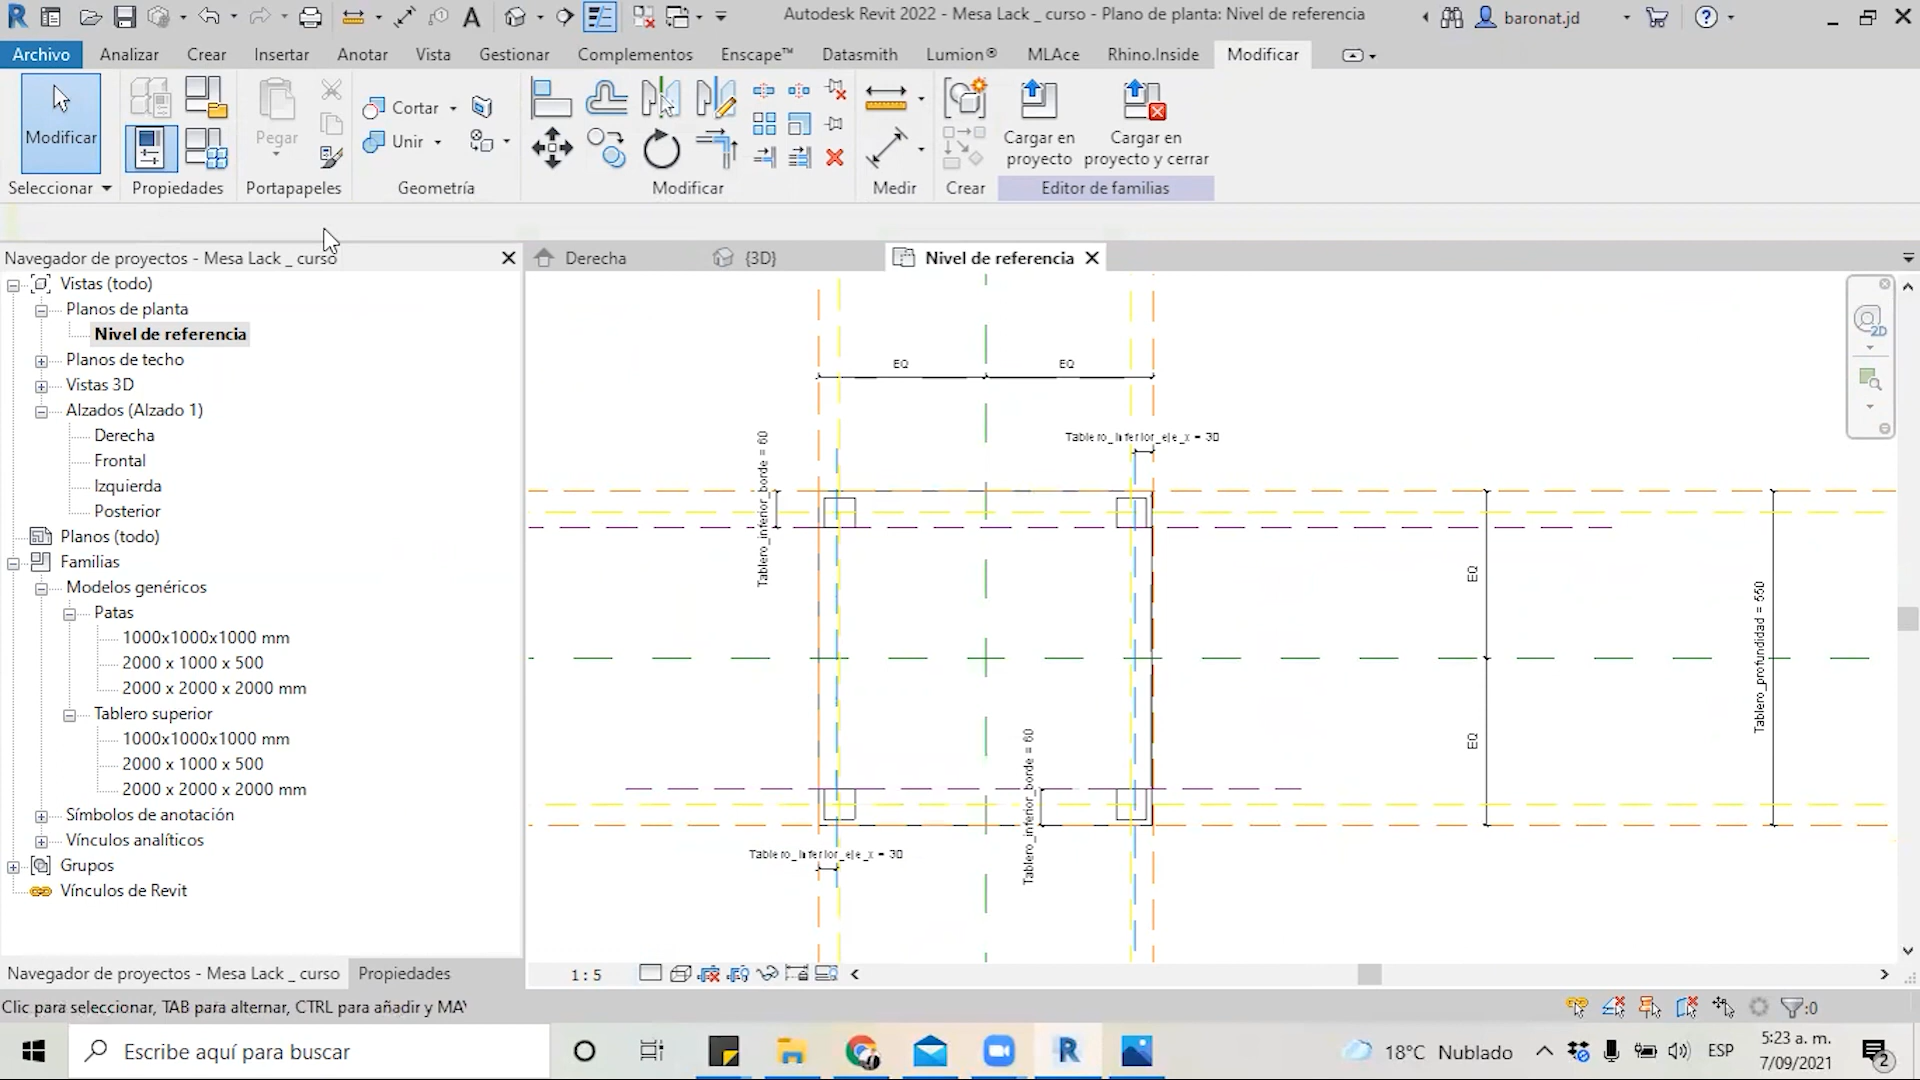 Autodesk Revit 2022 - Mesa Lack _ curso - Plano de planta: Nivel de referencia
baronat.jd
Archivo Analizar Crear Insertar Anotar Vista Gestionar Complementos Enscape™ Datasmith Lumion® MLAce Rhino.Inside Modificar
Modificar
Pegar
Cortar
Unir
Cargar en
proyecto
Cargar en
proyecto y cerrar
Seleccionar Propiedades Portapapeles Geometría Modificar Medir Crear Editor de familias
Navegador de proyectos - Mesa Lack _ curso
Derecha {3D} Nivel de referencia
Vistas (todo)
Planos de planta
Nivel de referencia
Planos de techo
Vistas 3D
Alzados (Alzado 1)
Derecha
Frontal
Izquierda
Posterior
Planos (todo)
Familias
Modelos genéricos
Patas
1000x1000x1000 mm
2000 x 1000 x 500
2000 x 2000 x 2000 mm
Tablero superior
1000x1000x1000 mm
2000 x 1000 x 500
2000 x 2000 x 2000 mm
Símbolos de anotación
Vínculos analíticos
Grupos
Vínculos de Revit
EQ EQ
Tablero_inferior_eje_x = 30
Tablero_inferior_borde = 60
EQ
EQ
Tablero_profundidad = 550
Tablero_inferior_borde = 60
Tablero_inferior_eje_x = 30
2D
Navegador de proyectos - Mesa Lack _ curso Propiedades
1 : 5
Clic para seleccionar, TAB para alternar, CTRL para añadir y MA
:0
Escribe aquí para buscar
18°C Nublado
ESP
5:23 a. m.
7/09/2021
2